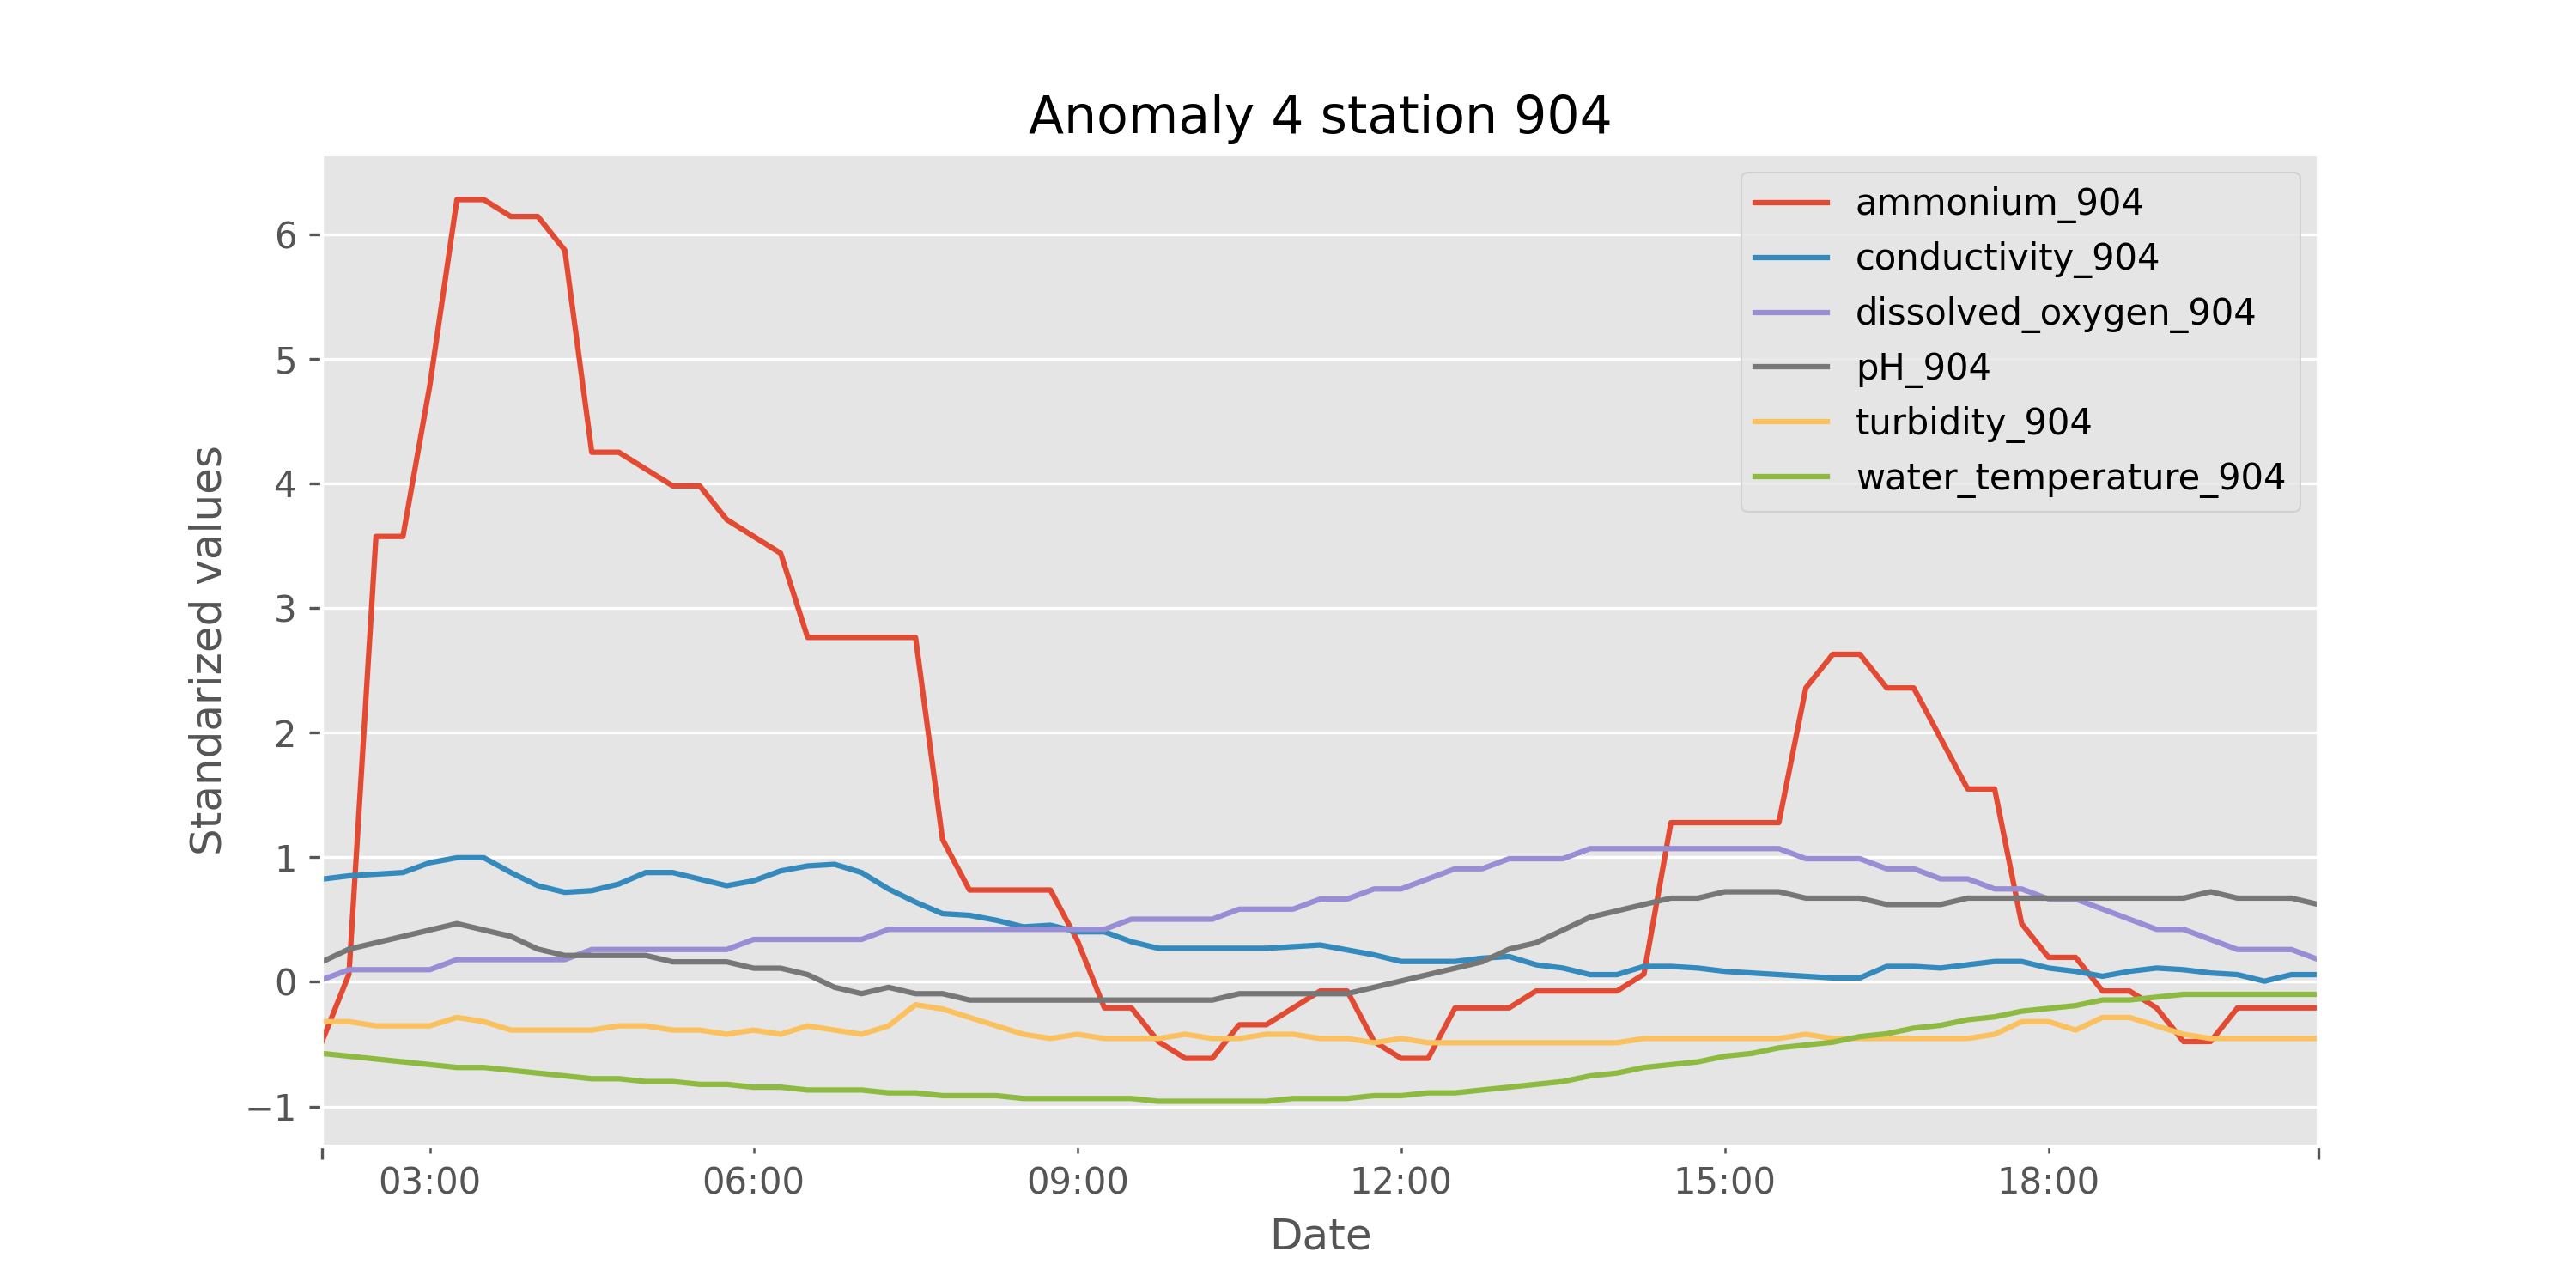 Anomaly 4 station 904
ammonium_904
conductivity_904
dissolved_oxygen_904
pH_904
turbidity_904
water_temperature_904
Standarized values
6
5
4
3
2
1
0
−1
03:00 06:00 09:00 12:00 15:00 18:00
Date